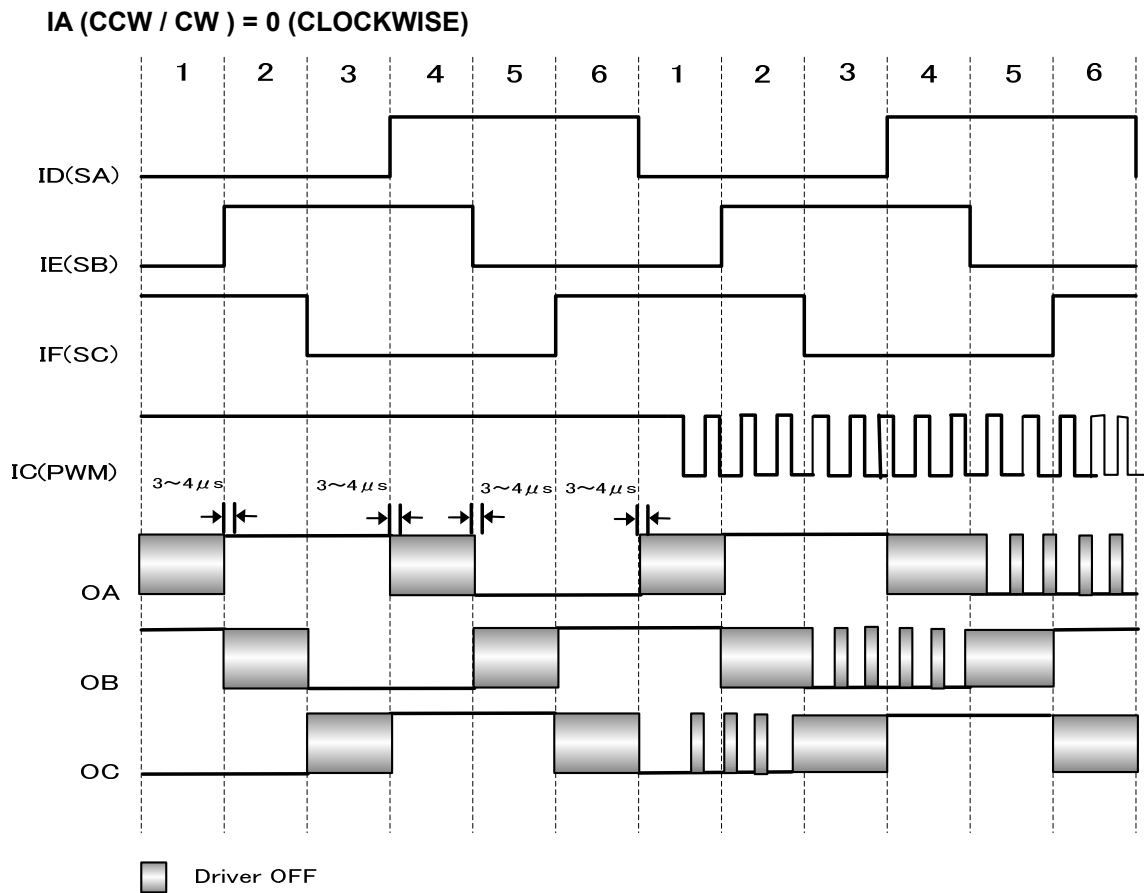 IA (CCW / CW ) = 0 (CLOCKWISE)
1 2 3 4 5 6 1 2 3 4 5 6
ID(SA)
IE(SB)
IF(SC)
IC(PWM)
3～4μs 3～4μs 3～4μs 3～4μs
OA
OB
OC
Driver OFF